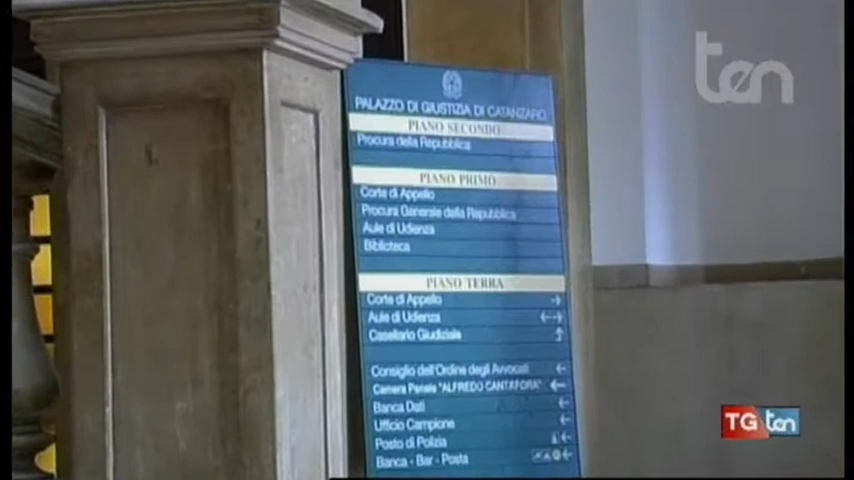 ten
PALAZZO DI GIUSTIZIA DI CATANZARO
PIANO SECONDO
Procura della Repubblica
PIANO PRIMO
Corte di Appello
Procura Generale della Repubblica
Aule di Udienza
Biblioteca
PIANO TERRA
Corte di Appello →
Aule di Udienza ←→
Casellario Giudiziale ↑
Consiglio dell'Ordine degli Avvocati ←
Camera Penale "ALFREDO CANTAFORA" ←
Banca Dati ←
Ufficio Campione ←
Posto di Polizia ←
Banca - Bar - Posta ←
TG ten